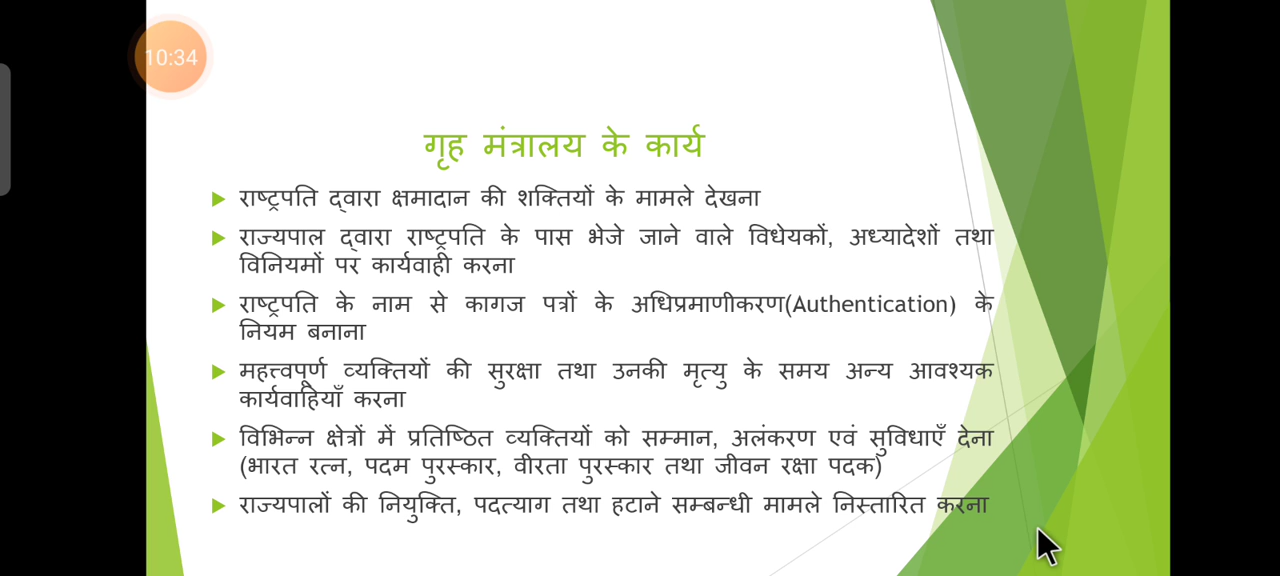 10:34
गृह मंत्रालय के कार्य
राष्ट्रपति द्वारा क्षमादान की शक्तियों के मामले देखना
राज्यपाल द्वारा राष्ट्रपति के पास भेजे जाने वाले विधेयकों, अध्यादेशों तथा
विनियमों पर कार्यवाही करना
राष्ट्रपति के नाम से कागज पत्रों के अधिप्रमाणीकरण(Authentication) के
नियम बनाना
महत्त्वपूर्ण व्यक्तियों की सुरक्षा तथा उनकी मृत्यु के समय अन्य आवश्यक
कार्यवाहियाँ करना
विभिन्न क्षेत्रों में प्रतिष्ठित व्यक्तियों को सम्मान, अलंकरण एवं सुविधाएँ देना
(भारत रत्न, पदम पुरस्कार, वीरता पुरस्कार तथा जीवन रक्षा पदक)
राज्यपालों की नियुक्ति, पदत्याग तथा हटाने सम्बन्धी मामले निस्तारित करना